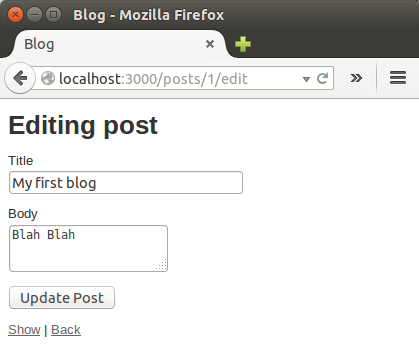 Blog - Mozilla Firefox
Blog
localhost:3000/posts/1/edit
Editing post
Title
My first blog
Body
Blah Blah
Update Post
Show | Back